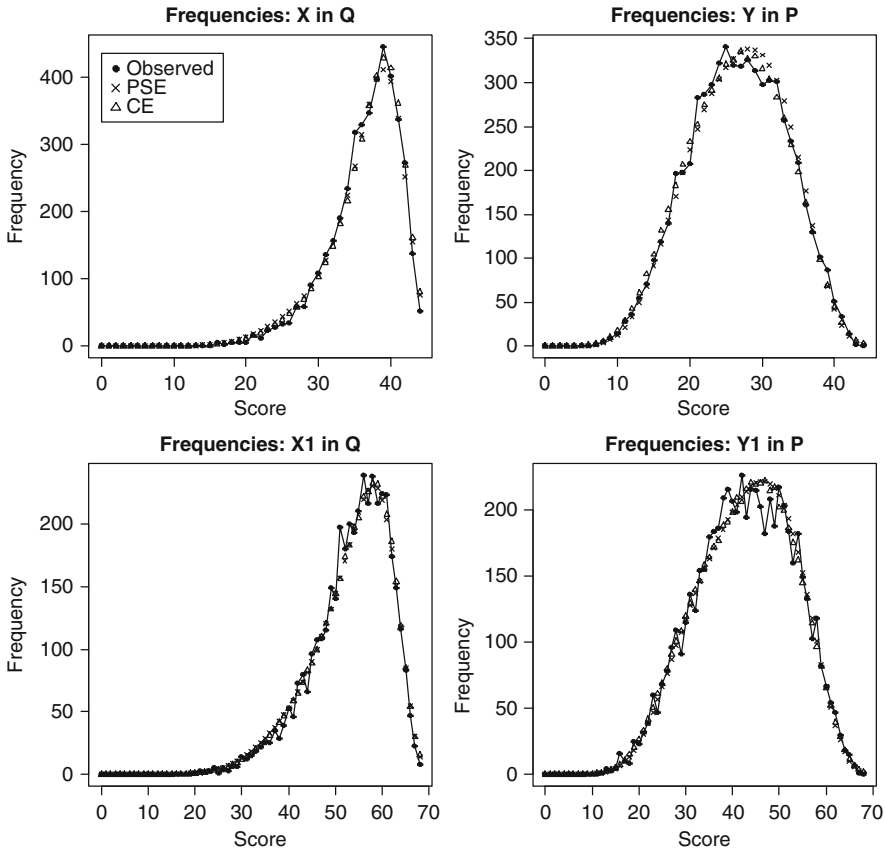 Frequencies: X in Q
Frequency
400
300
200
100
0
Observed
PSE
CE
0 10 20 30 40
Score
Frequencies: Y in P
Frequency
350
300
250
200
150
100
50
0
0 10 20 30 40
Score
Frequencies: X1 in Q
Frequency
200
150
100
50
0
0 10 20 30 40 50 60 70
Score
Frequencies: Y1 in P
Frequency
200
150
100
50
0
0 10 20 30 40 50 60 70
Score